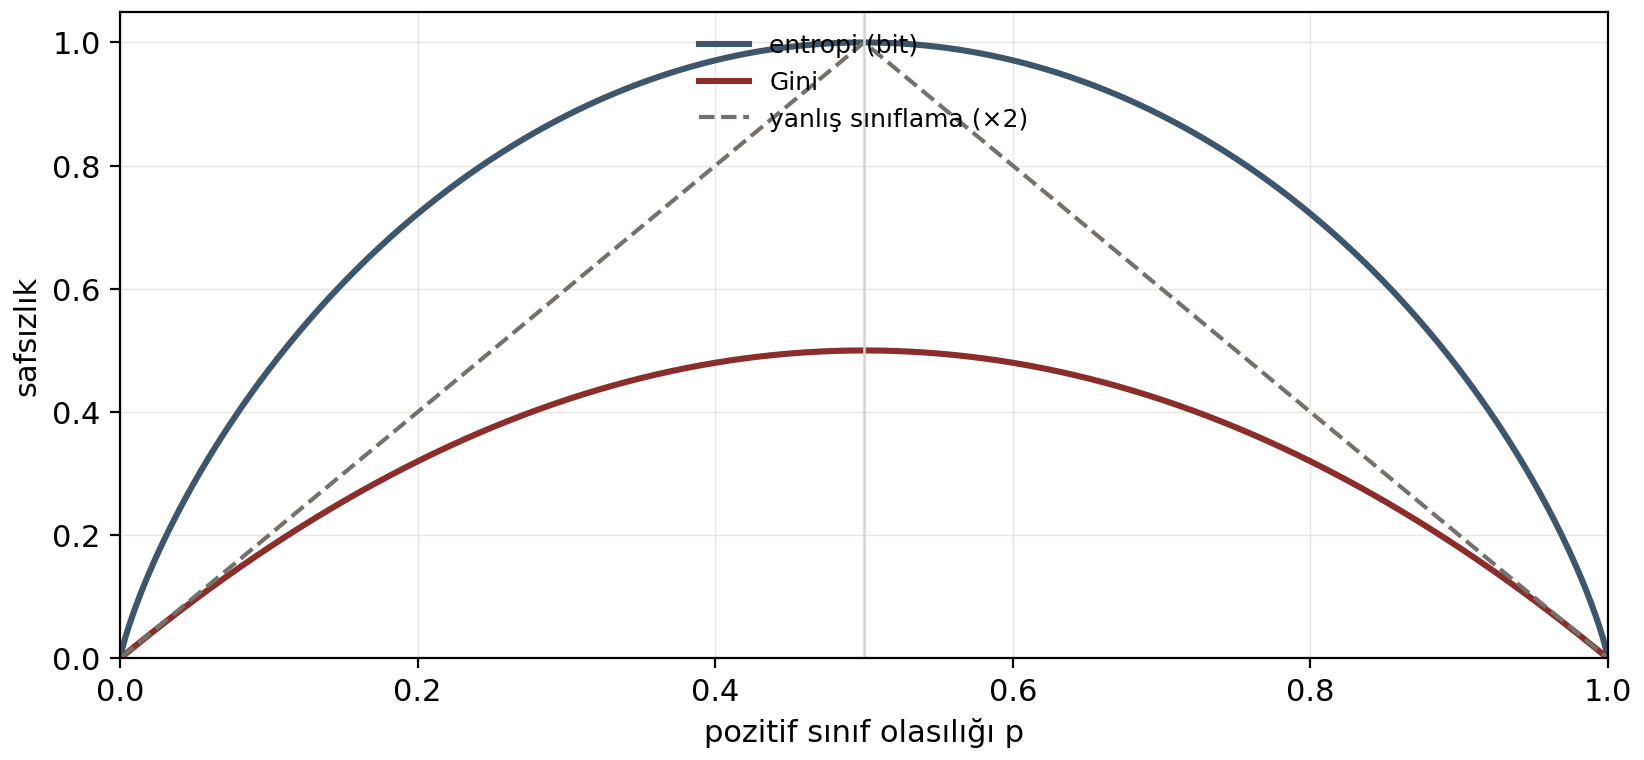 entropi (bit)
Gini
yanlış sınıflama (×2)
safsızlık
1.0
0.8
0.6
0.4
0.2
0.0
0.0 0.2 0.4 0.6 0.8 1.0
pozitif sınıf olasılığı p